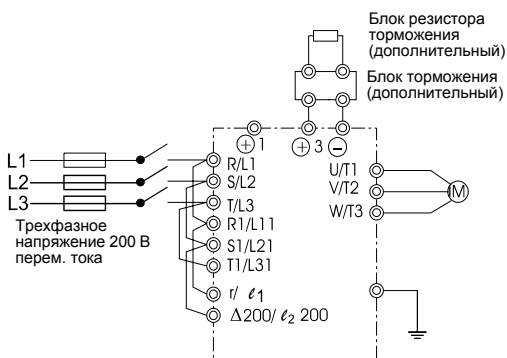 Блок резистора
торможения
(дополнительный)
Блок торможения
(дополнительный)
⊕1
⊕3
⊖
L1
L2
L3
Трехфазное
напряжение 200 В
перем. тока
R/L1
S/L2
T/L3
R1/L11
S1/L21
T1/L31
r/ ℓ1
Δ200/ ℓ2 200
U/T1
V/T2
W/T3
M